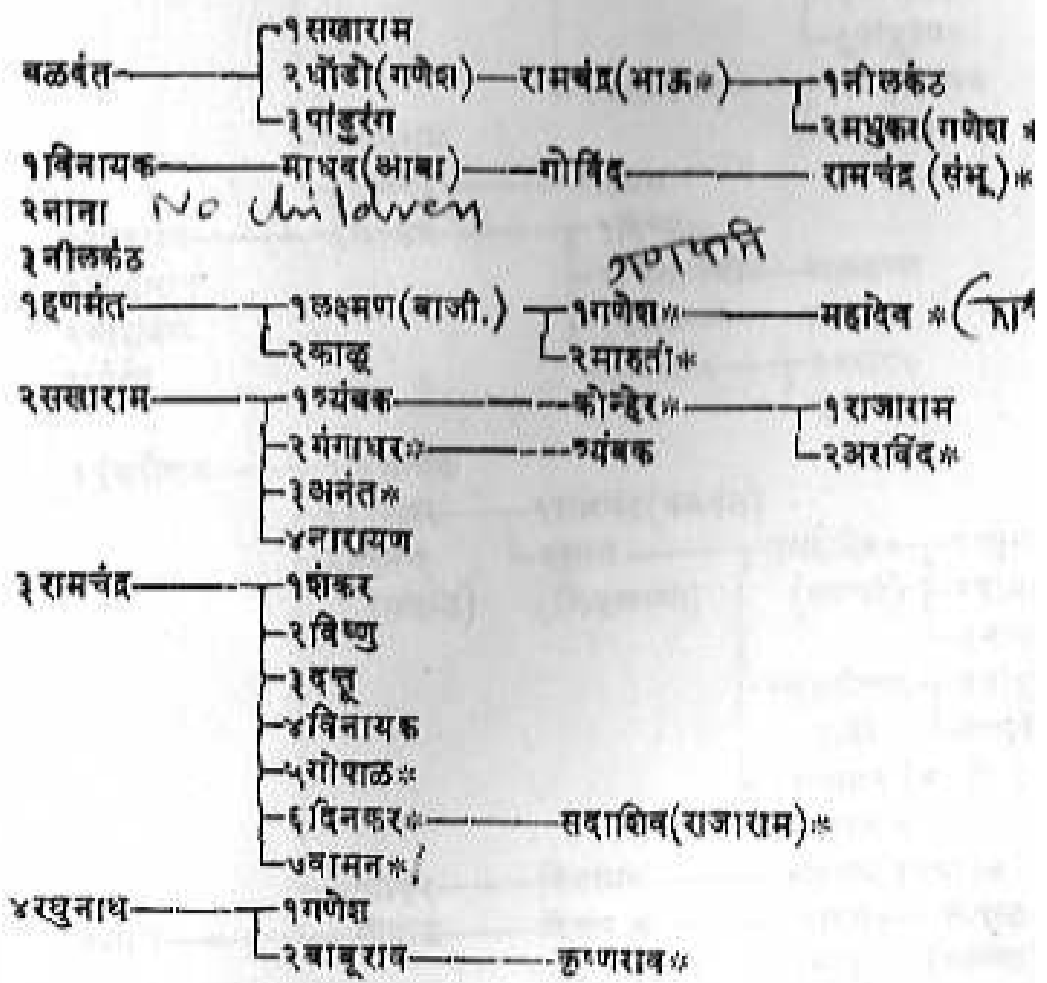 १सखाराम
बळवंत २धोंडो(गणेश) रामचंद्र(भाऊ*) १नीलकंठ
३पांडुरंग २मधुकर(गणेश *
१विनायक माधव(आबा) गोविंद रामचंद्र (संभू)*
२नाना No children
३नीलकंठ
गणपती
१हणमंत १लक्ष्मण(बाजी.) १गणेश* महादेव *
२काळू २मारुती*
२सखाराम १त्र्यंबक कोन्हेर* १राजाराम
२गंगाधर* त्र्यंबक २अरविंद*
३अनंत*
४नारायण
३रामचंद्र १शंकर
२विष्णु
३दत्तू
४विनायक
५गोपाळ*
६दिनकर* सदाशिव(राजाराम)*
७वामन*
४रघुनाथ १गणेश
२बाबूराव कृष्णराव*